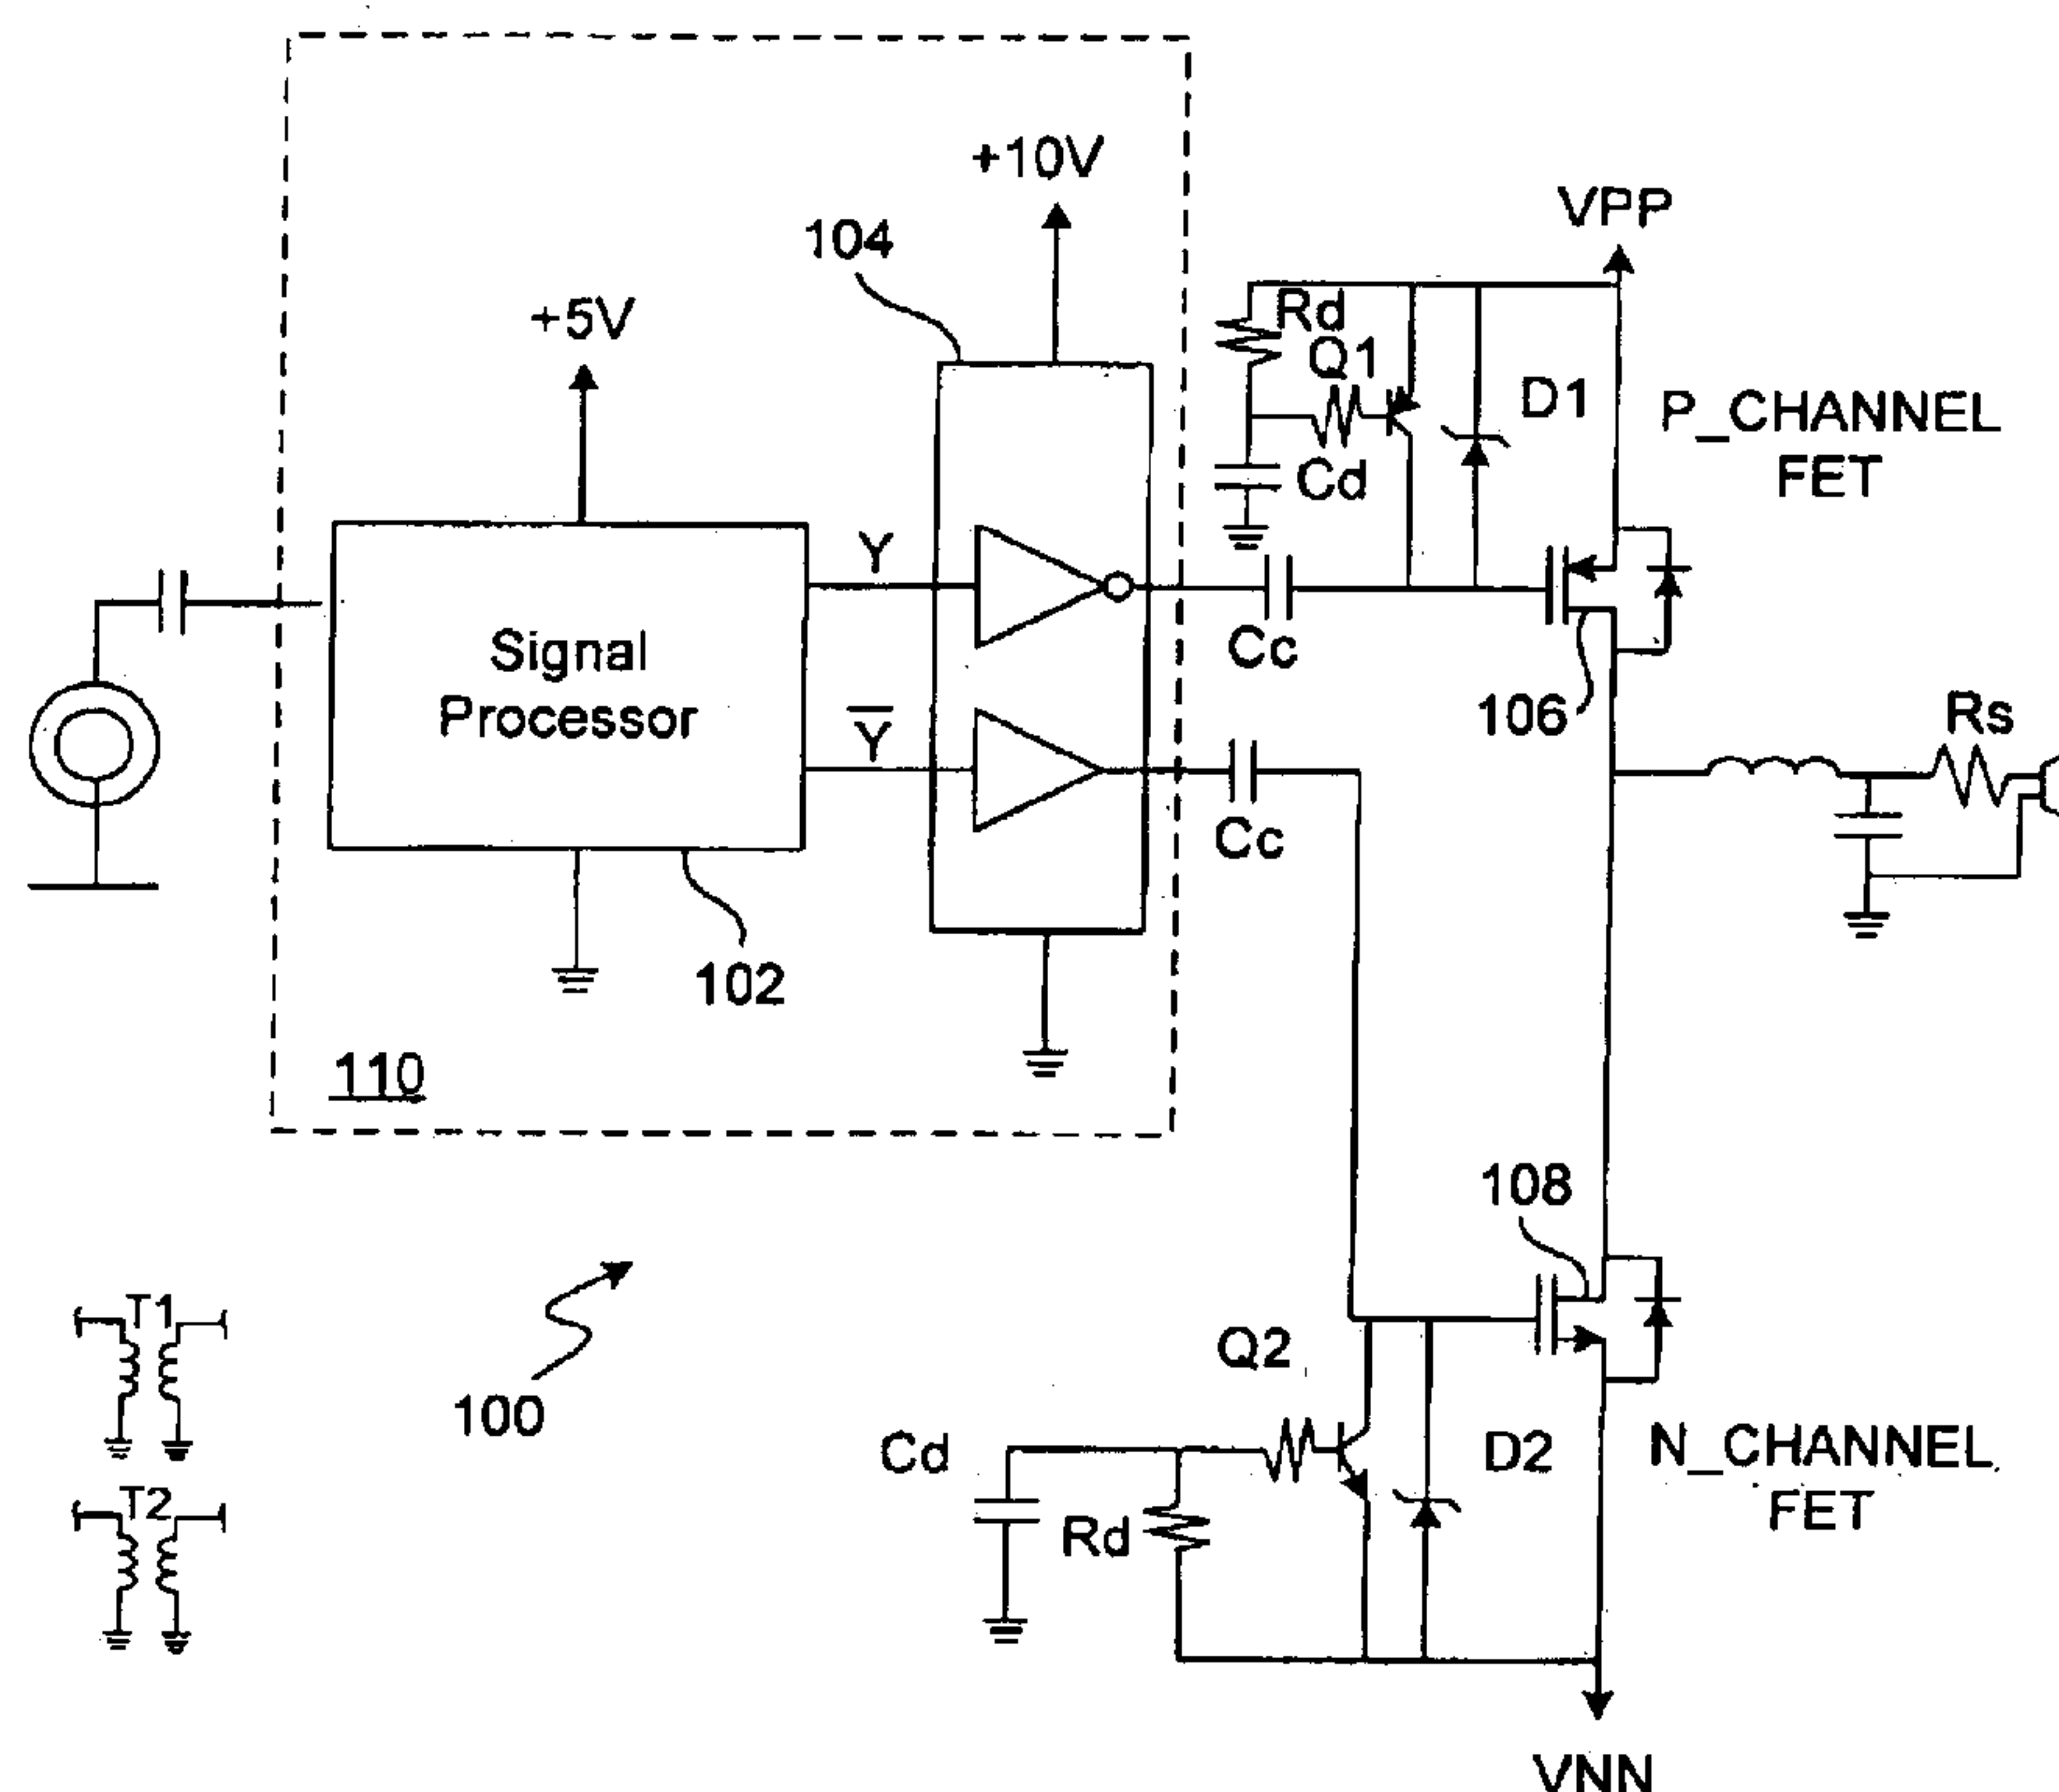 +10V
VPP
104
+5V
Rd
Q1
D1
P_CHANNEL
FET
Cd
Y
Signal
Processor
Cc
106
Rs
Y
Cc
102
110
108
T1
Q2
100
Cd
D2
N_CHANNEL
FET
T2
Rd
VNN